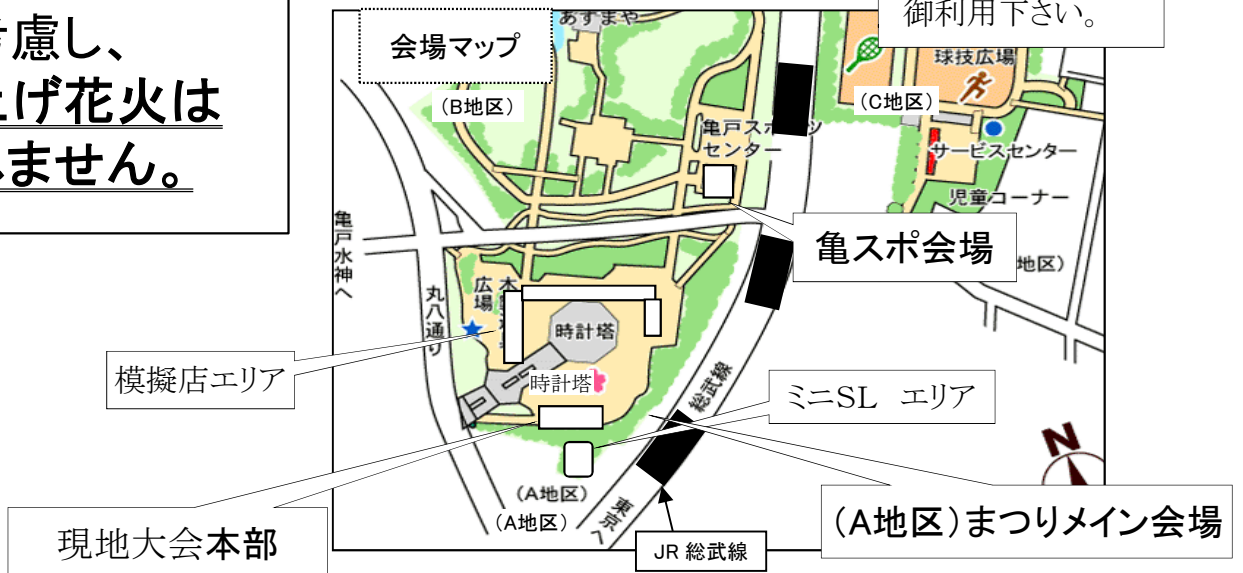 慮し、
げ花火は
ません。
御利用下さい。
会場マップ
あずまや
(B地区)
(C地区)
球技広場
亀戸スポーツ
センター
サービスセンター
児童コーナー
亀スポ会場
地区)
亀戸水神へ
丸八通り
広場
時計塔
時計塔
模擬店エリア
ミニSL　エリア
総武線
N
(A地区)
(A地区)
東京へ
(A地区)まつりメイン会場
現地大会本部
JR 総武線